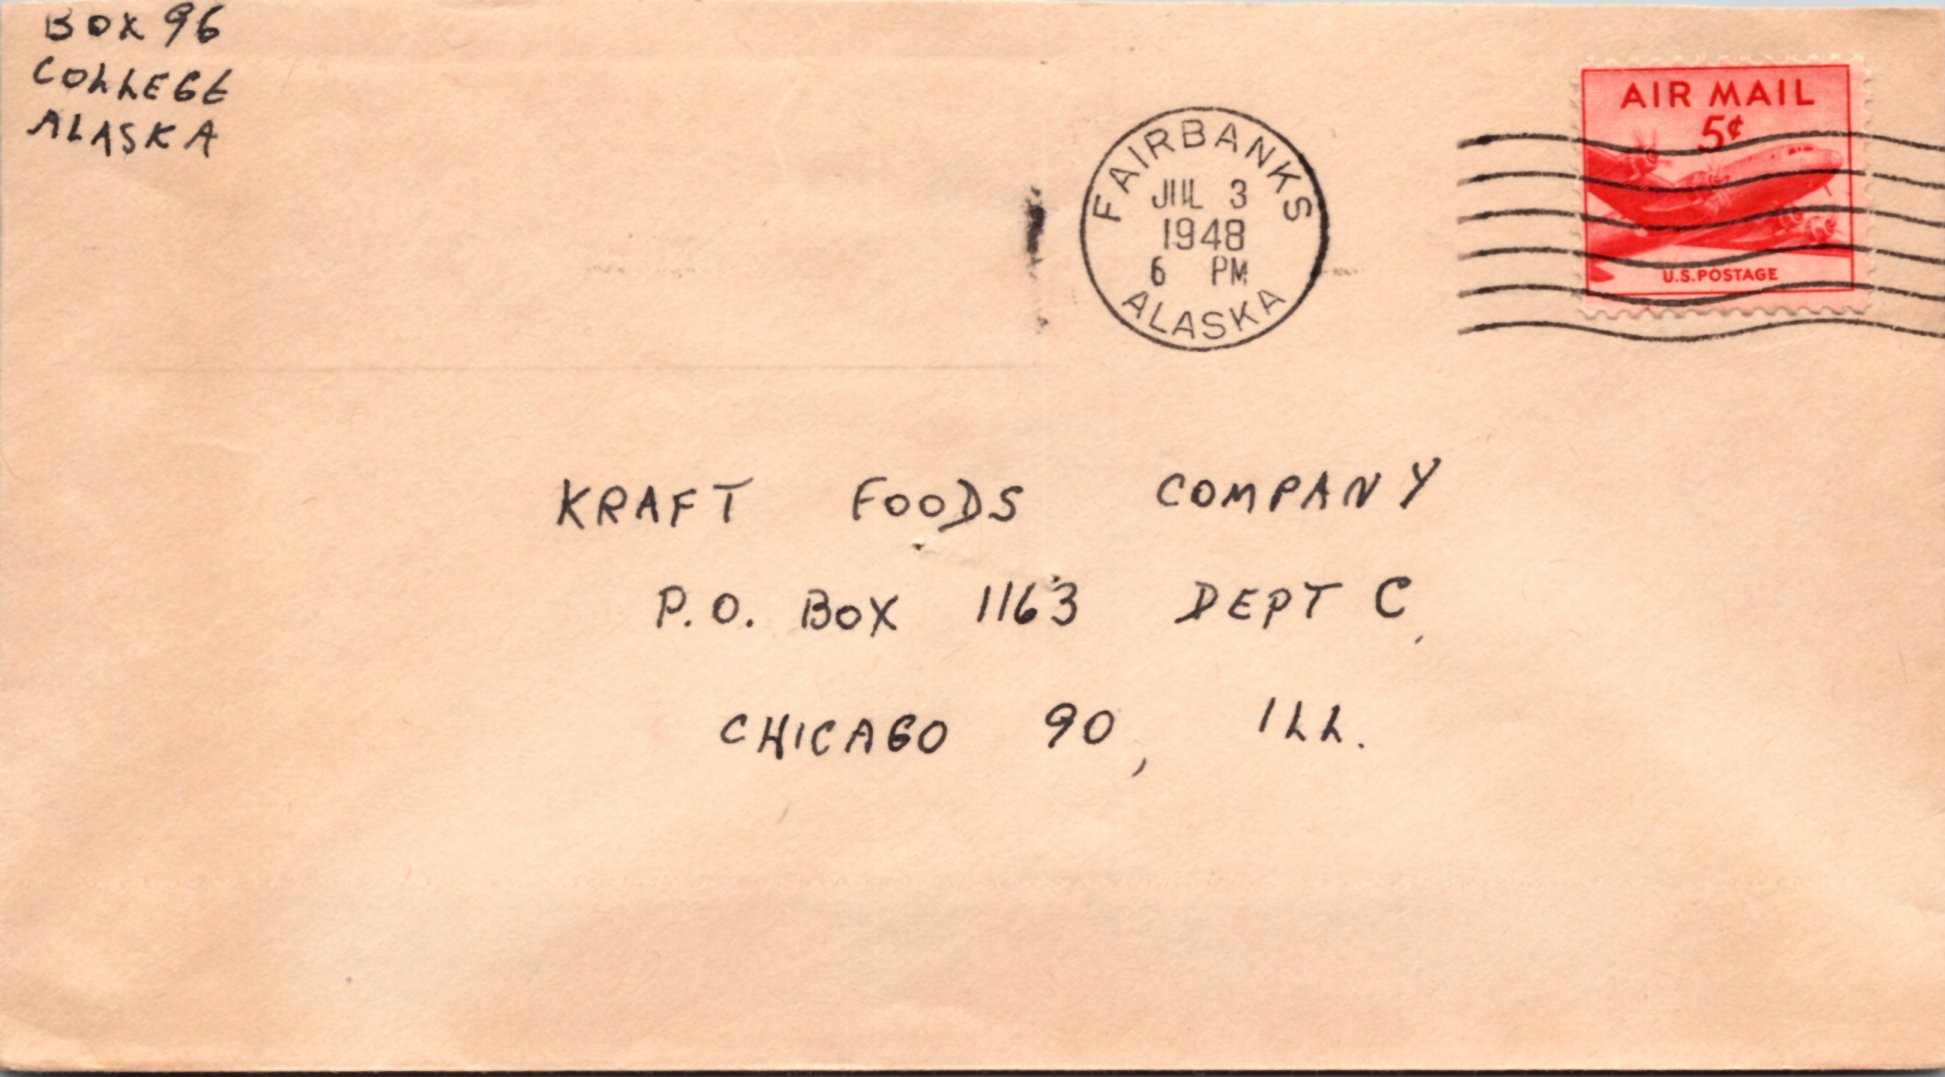 BOX 96
COLLEGE
ALASKA
FAIRBANKS
JUL 3
1948
6 PM
ALASKA
AIR MAIL
5¢
U.S.POSTAGE
KRAFT FOODS COMPANY
P.O. BOX 1163 DEPT C,
CHICAGO 90, ILL.